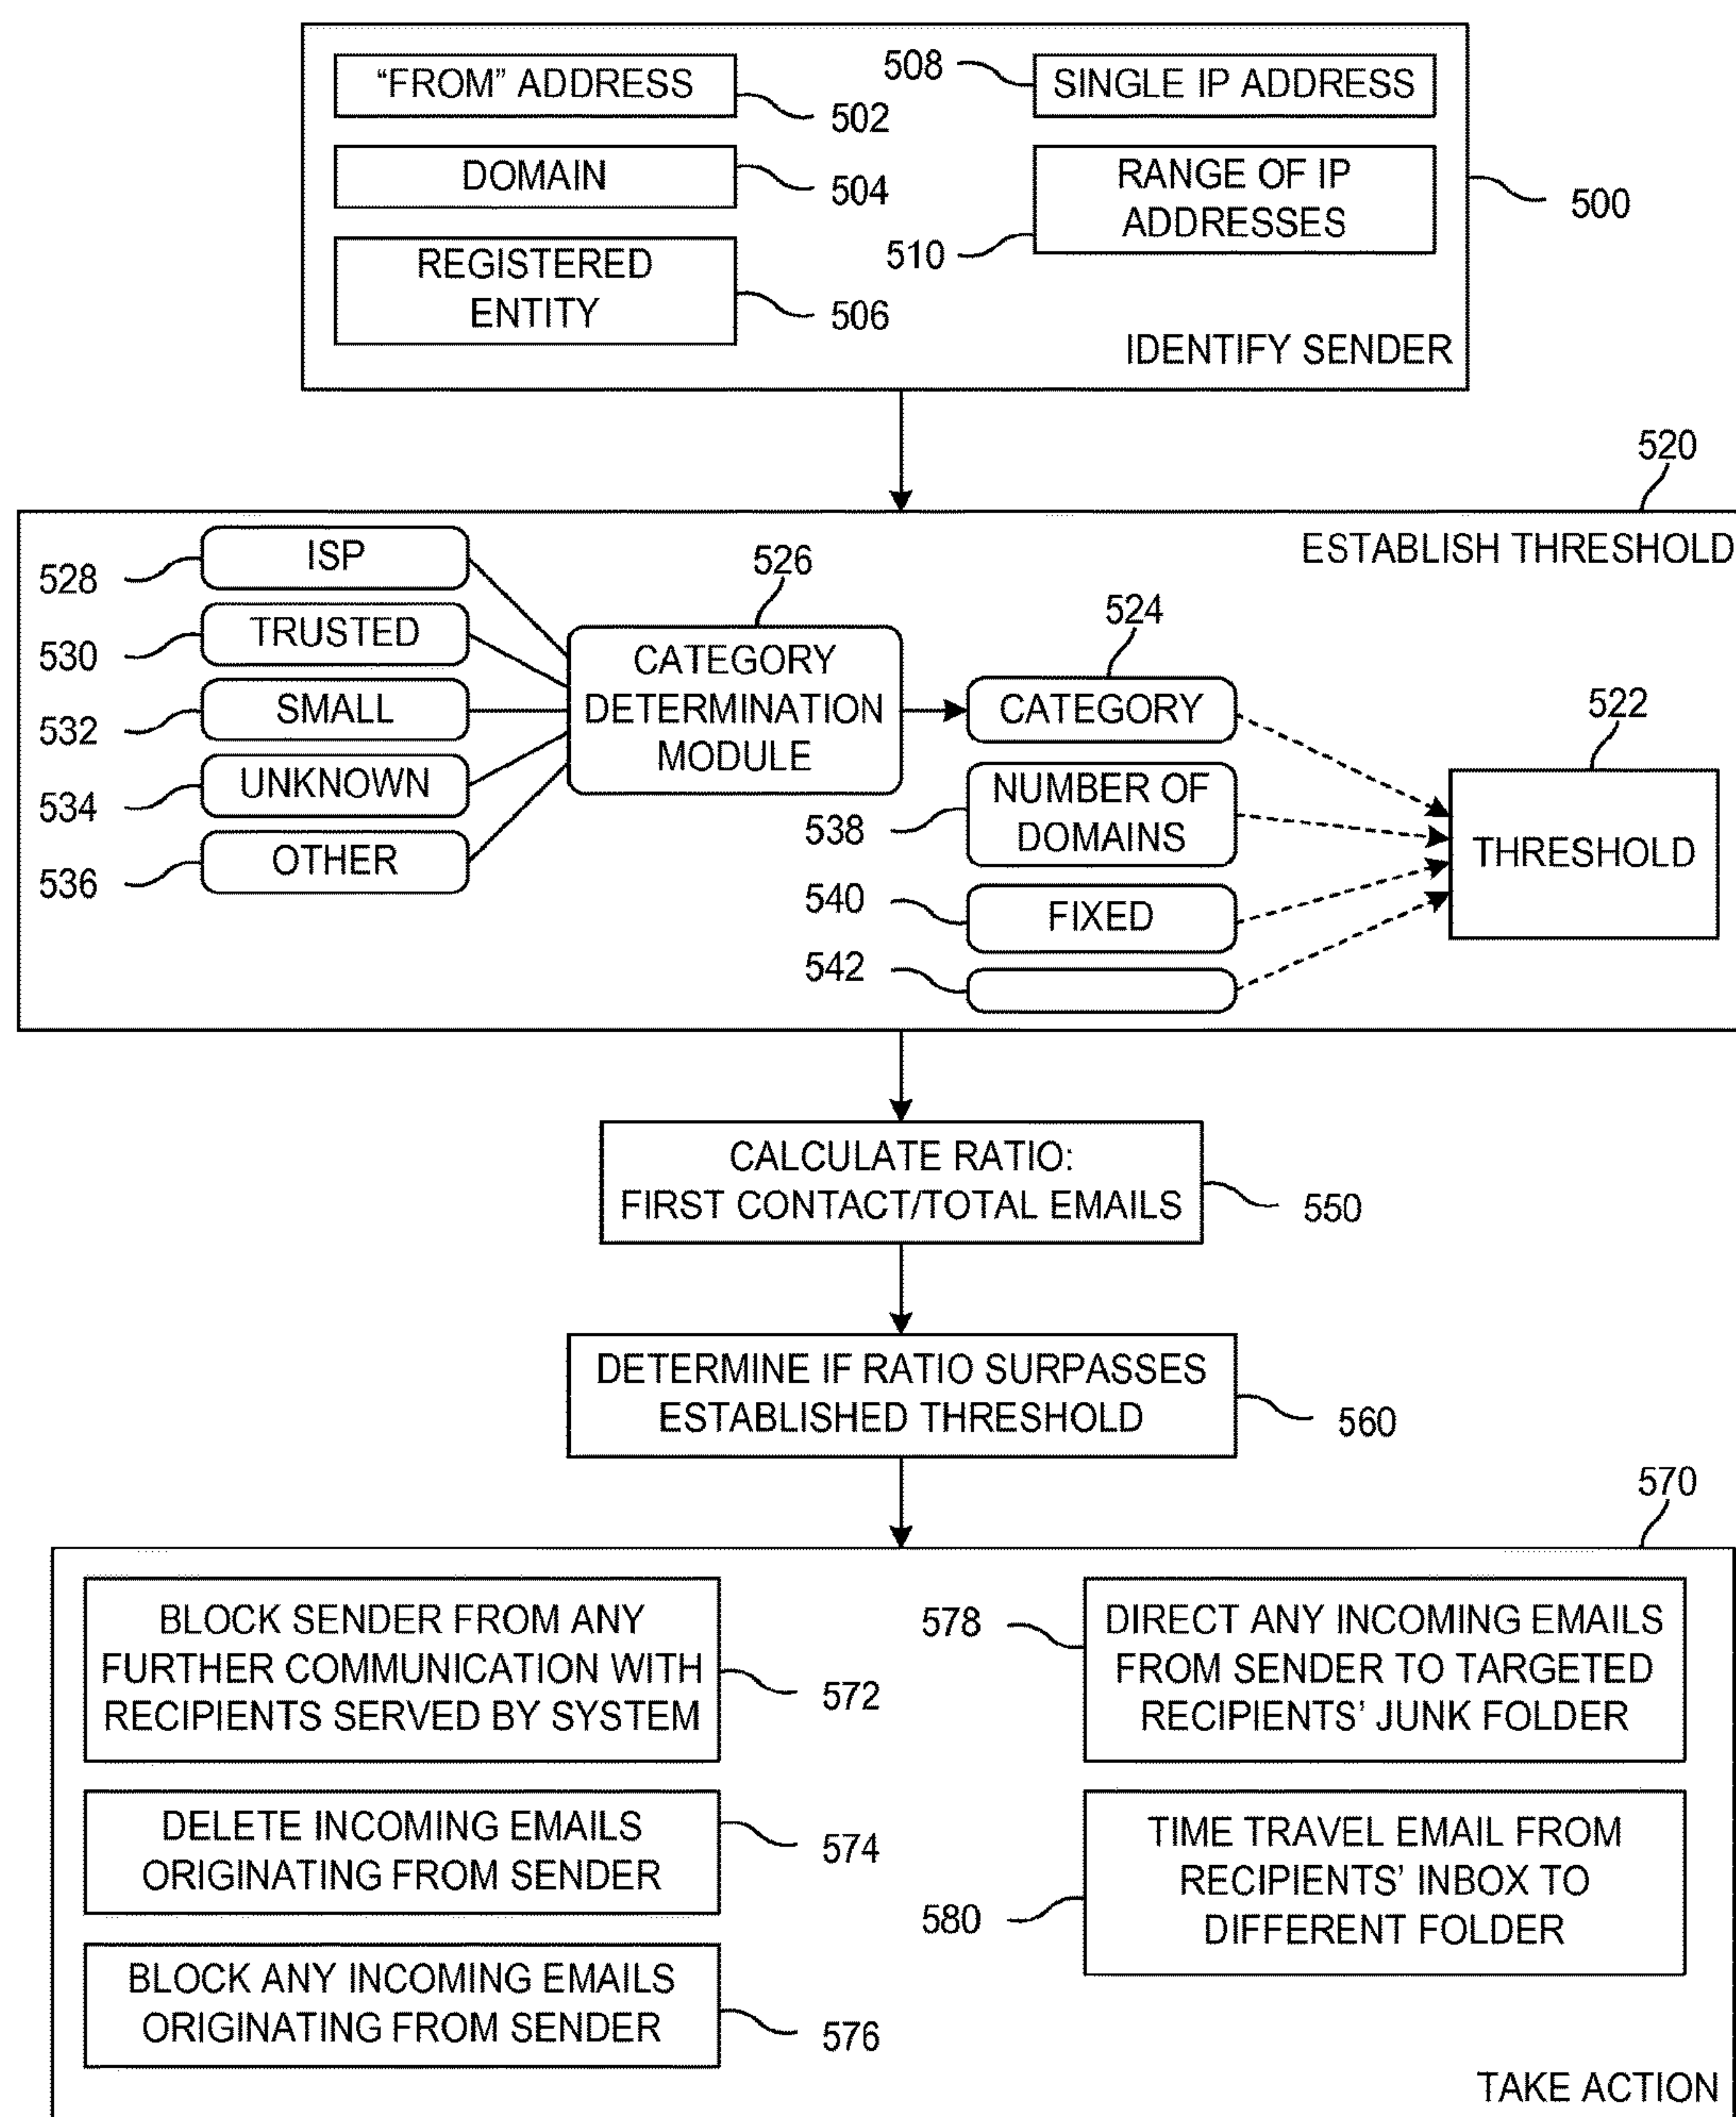 "FROM" ADDRESS
502
DOMAIN
504
REGISTERED
ENTITY
506
508
SINGLE IP ADDRESS
RANGE OF IP
ADDRESSES
510
500
IDENTIFY SENDER
520
ESTABLISH THRESHOLD
528
ISP
530
TRUSTED
532
SMALL
534
UNKNOWN
536
OTHER
526
CATEGORY
DETERMINATION
MODULE
524
CATEGORY
538
NUMBER OF
DOMAINS
540
FIXED
542
522
THRESHOLD
CALCULATE RATIO:
FIRST CONTACT/TOTAL EMAILS
550
DETERMINE IF RATIO SURPASSES
ESTABLISHED THRESHOLD
560
570
BLOCK SENDER FROM ANY
FURTHER COMMUNICATION WITH
RECIPIENTS SERVED BY SYSTEM
572
DELETE INCOMING EMAILS
ORIGINATING FROM SENDER
574
BLOCK ANY INCOMING EMAILS
ORIGINATING FROM SENDER
576
578
DIRECT ANY INCOMING EMAILS
FROM SENDER TO TARGETED
RECIPIENTS' JUNK FOLDER
580
TIME TRAVEL EMAIL FROM
RECIPIENTS' INBOX TO
DIFFERENT FOLDER
TAKE ACTION